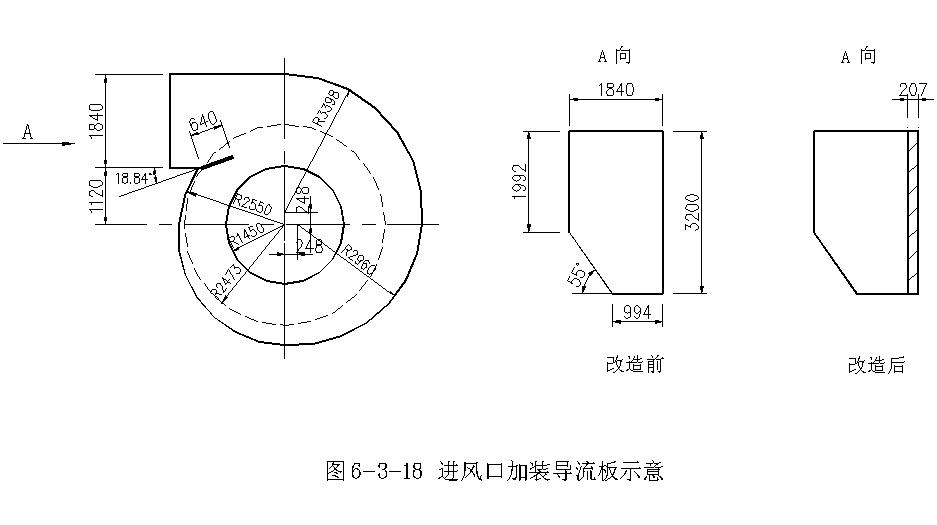 A 向
A 向
1840
207
A
1840
640
R3398
1992
3200
18.84°
1120
R2550
248
R1450
248
R2960
R2473
55°
994
改造前
改造后
图6-3-18 进风口加装导流板示意